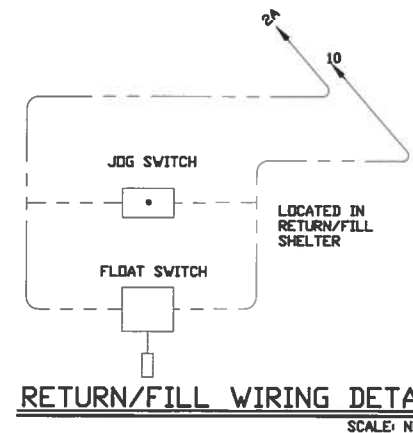 2A
10
JOG SWITCH
LOCATED IN
RETURN/FILL
SHELTER
FLOAT SWITCH
RETURN/FILL WIRING DETA
SCALE: N